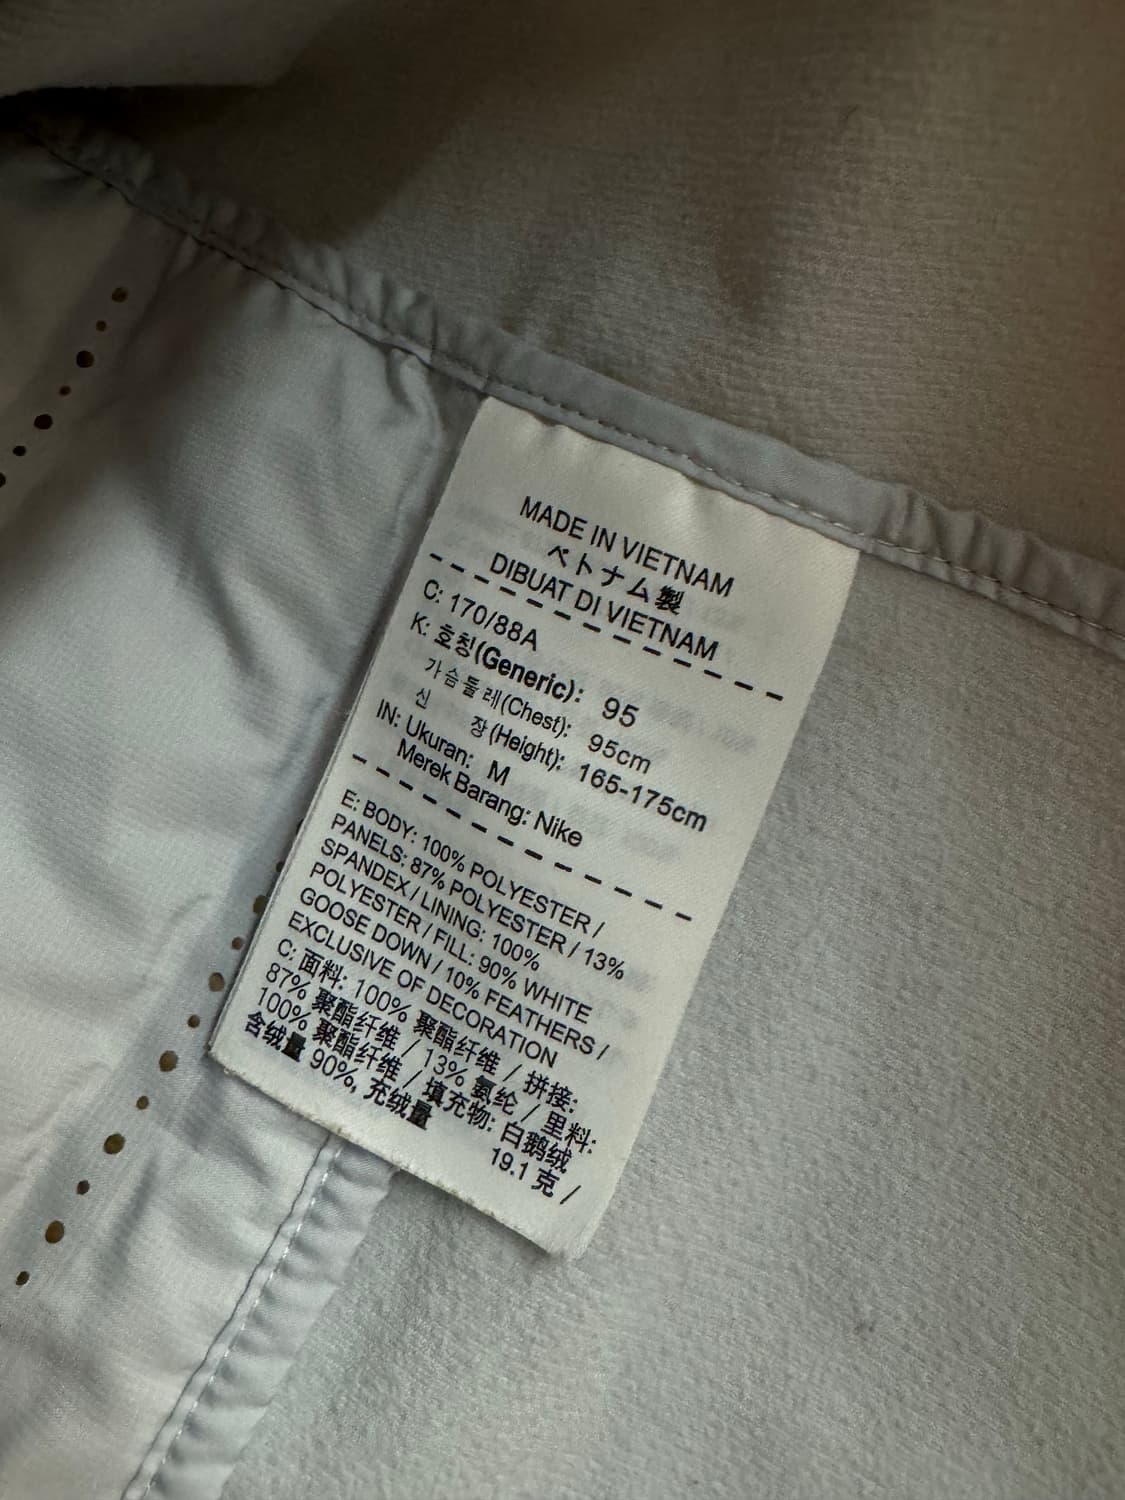 MADE IN VIETNAM
ベトナム製
DIBUAT DI VIETNAM
C: 170/88A
K: 호칭(Generic): 95
가슴둘레(Chest): 95cm
신 장(Height): 165-175cm
IN: Ukuran: M
Merek Barang: Nike
E: BODY: 100% POLYESTER /
PANELS: 87% POLYESTER / 13%
SPANDEX / LINING: 100%
POLYESTER / FILL: 90% WHITE
GOOSE DOWN / 10% FEATHERS /
EXCLUSIVE OF DECORATION
C: 面料: 100% 聚酯纤维 / 拼接:
87% 聚酯纤维 / 13% 氨纶 / 里料:
100% 聚酯纤维 / 填充物: 白鹅绒
含绒量 90%, 充绒量 19.1 克 /